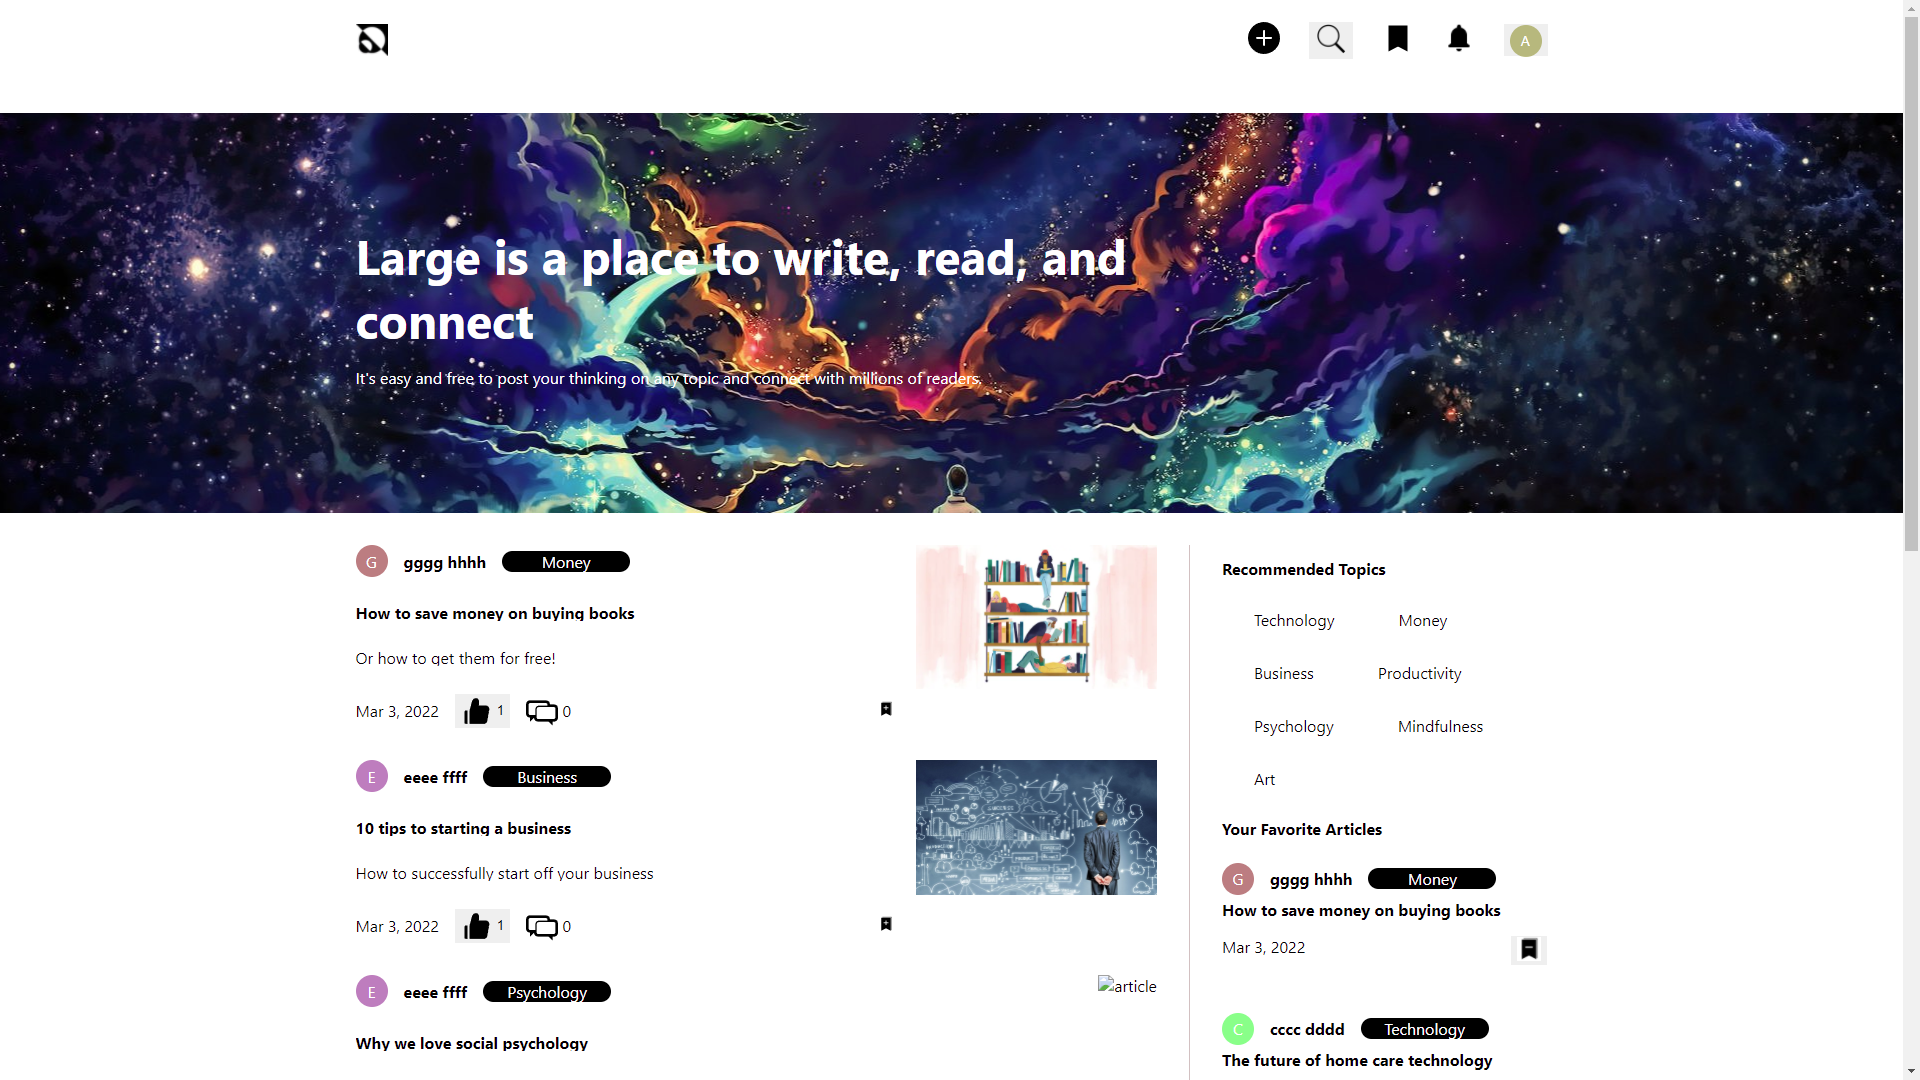 A
Large is a place to write, read, and
connect
It's easy and free to post your thinking on any topic and connect with millions of readers.
G gggg hhhh Money
How to save money on buying books
Or how to get them for free!
Mar 3, 2022 1 0
E eeee ffff Business
10 tips to starting a business
How to successfully start off your business
Mar 3, 2022 1 0
E eeee ffff Psychology
article
Why we love social psychology
Recommended Topics
Technology Money
Business Productivity
Psychology Mindfulness
Art
Your Favorite Articles
G gggg hhhh Money
How to save money on buying books
Mar 3, 2022
C cccc dddd Technology
The future of home care technology